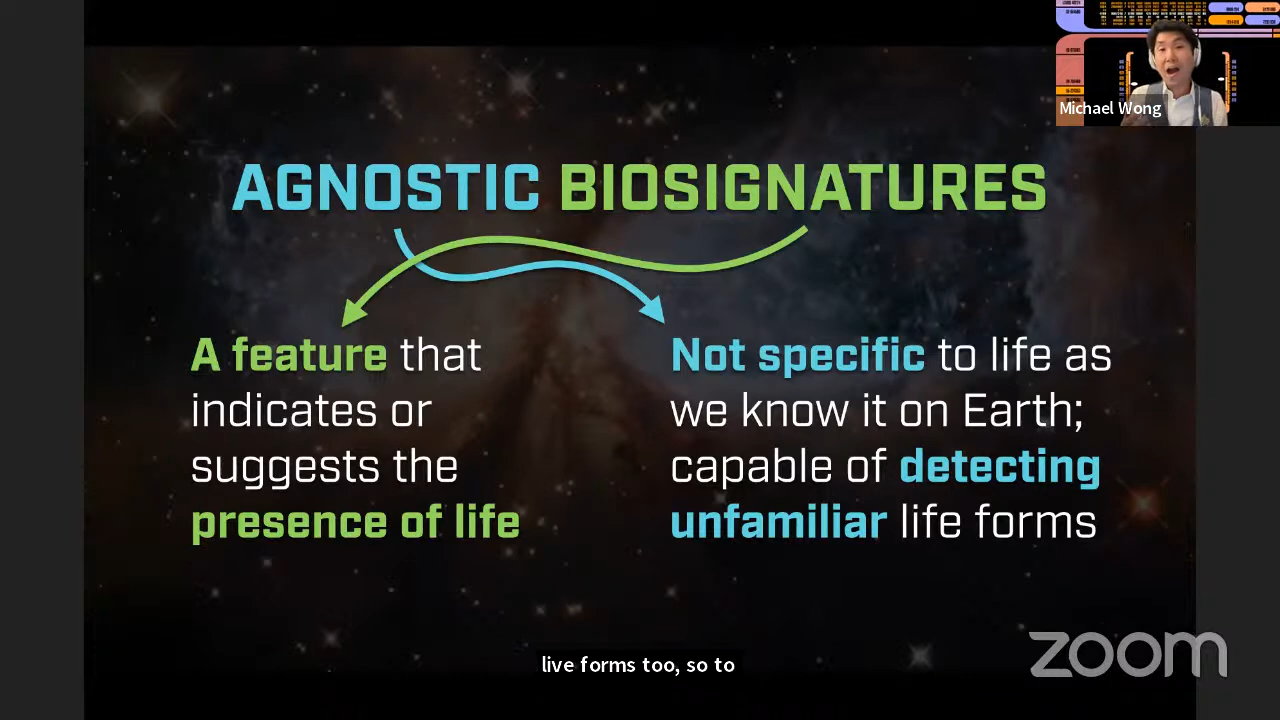 Michael Wong
AGNOSTIC BIOSIGNATURES
A feature that
indicates or
suggests the
presence of life
Not specific to life as
we know it on Earth;
capable of detecting
unfamiliar life forms
live forms too, so to
zoom